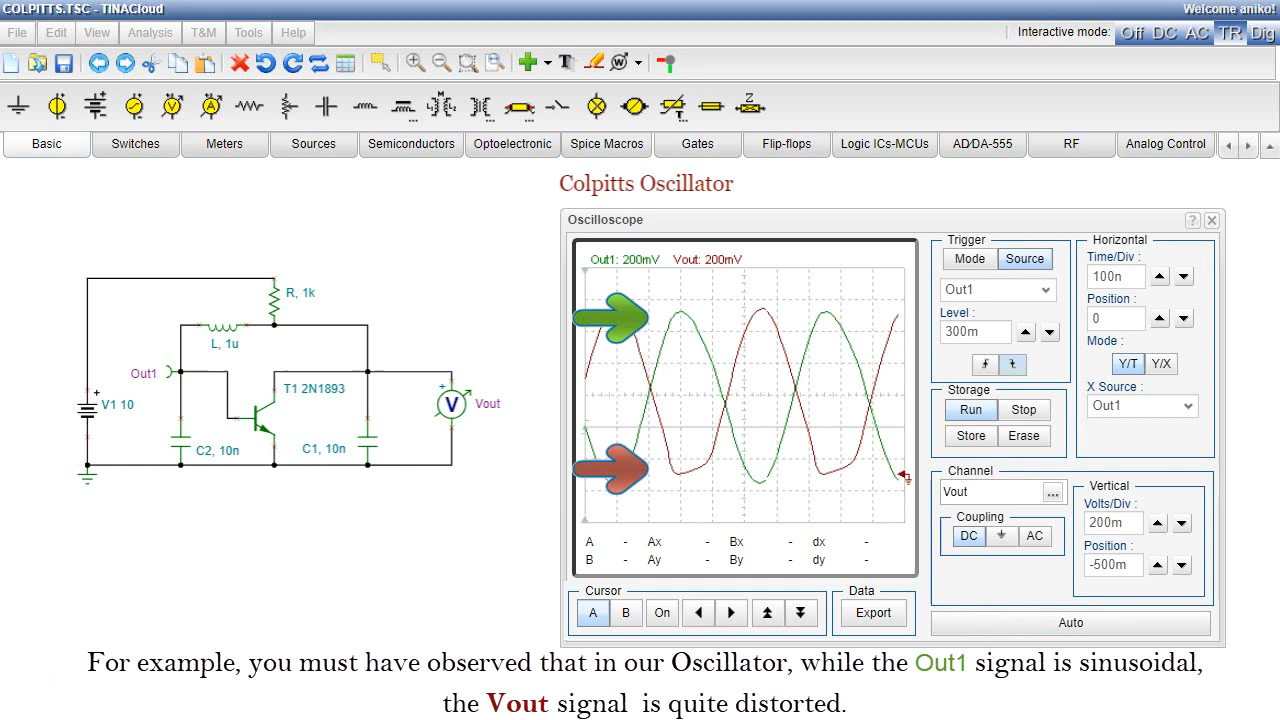 COLPITTS.TSC - TINACloud
Welcome aniko!
File Edit View Analysis T&M Tools Help
Interactive mode: Off DC AC TR Dig
Basic Switches Meters Sources Semiconductors Optoelectronic Spice Macros Gates Flip-flops Logic ICs-MCUs AD/DA-555 RF Analog Control
Colpitts Oscillator
R, 1k
L, 1u
Out1
T1 2N1893
V1 10
+
V
Vout
C2, 10n
C1, 10n
Oscilloscope
Out1: 200mV Vout: 200mV
A - Ax - Bx - dx -
B - Ay - By - dy -
Cursor
A B On
Data
Export
Trigger
Mode Source
Out1
Level :
300m
Storage
Run Stop
Store Erase
Horizontal
Time/Div :
100n
Position :
0
Mode :
Y/T Y/X
X Source :
Out1
Channel
Vout ...
Coupling
DC AC
Vertical
Volts/Div :
200m
Position :
-500m
Auto
For example, you must have observed that in our Oscillator, while the Out1 signal is sinusoidal,
the Vout signal is quite distorted.